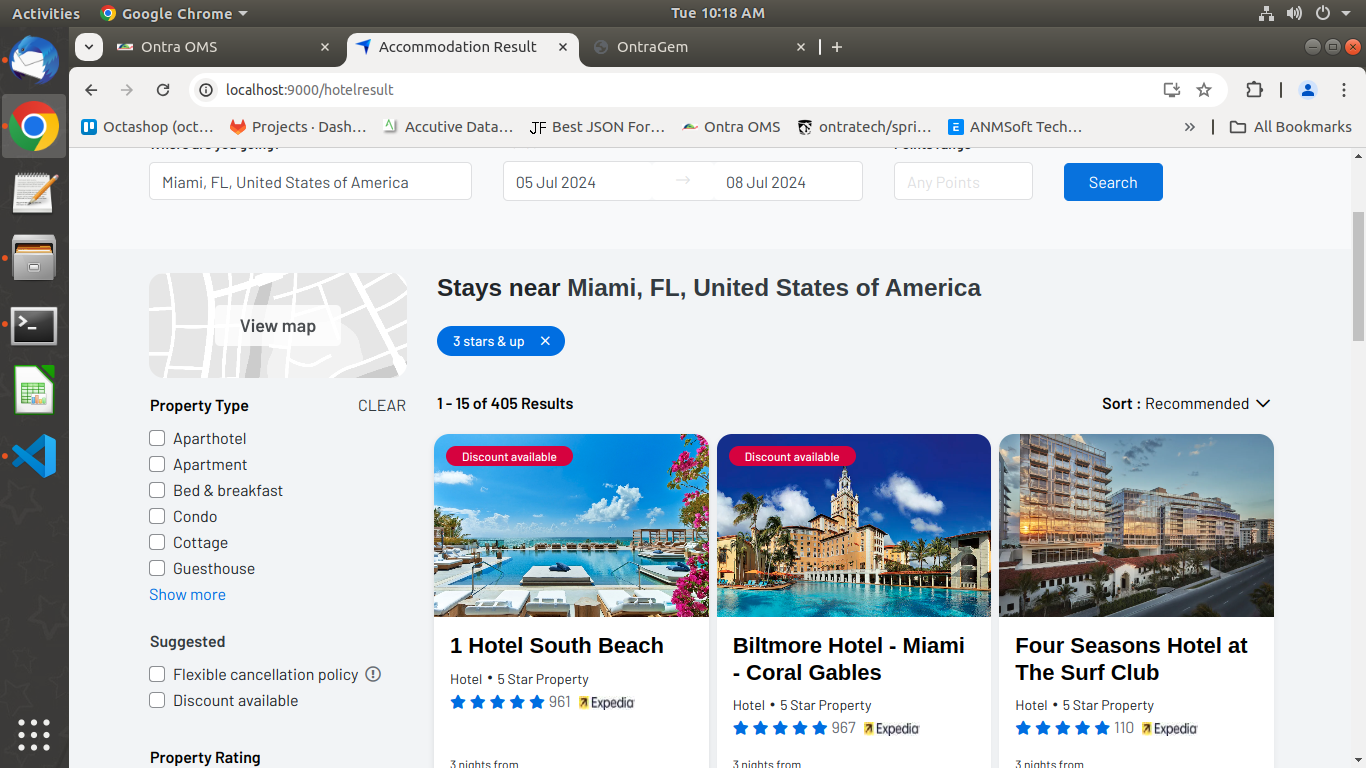 Activities
Google Chrome
Tue 10:18 AM
Ontra OMS
Accommodation Result
OntraGem
localhost:9000/hotelresult
Octashop (oct…
Projects · Dash…
Accutive Data…
JF Best JSON For…
Ontra OMS
ontratech/spri…
ANMSoft Tech…
All Bookmarks
Where are you going?
Points range
Miami, FL, United States of America
05 Jul 2024
08 Jul 2024
Any Points
Search
View map
Stays near Miami, FL, United States of America
3 stars & up
Property Type
CLEAR
1 - 15 of 405 Results
Sort : Recommended
Aparthotel
Apartment
Bed & breakfast
Condo
Cottage
Guesthouse
Show more
Suggested
Flexible cancellation policy
Discount available
Property Rating
Discount available
1 Hotel South Beach
Hotel • 5 Star Property
961 Expedia
3 nights from
Discount available
Biltmore Hotel - Miami
- Coral Gables
Hotel • 5 Star Property
967 Expedia
3 nights from
Four Seasons Hotel at
The Surf Club
Hotel • 5 Star Property
110 Expedia
3 nights from